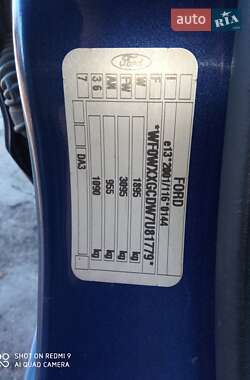 AUTO
RIA
Ford
FORD
e13*2001/116*0144
*WF0WXXGCDW7U81779*
1895 kg
3095 kg
955 kg
1090 kg
DA3
SHOT ON REDMI 9
AI QUAD CAMERA